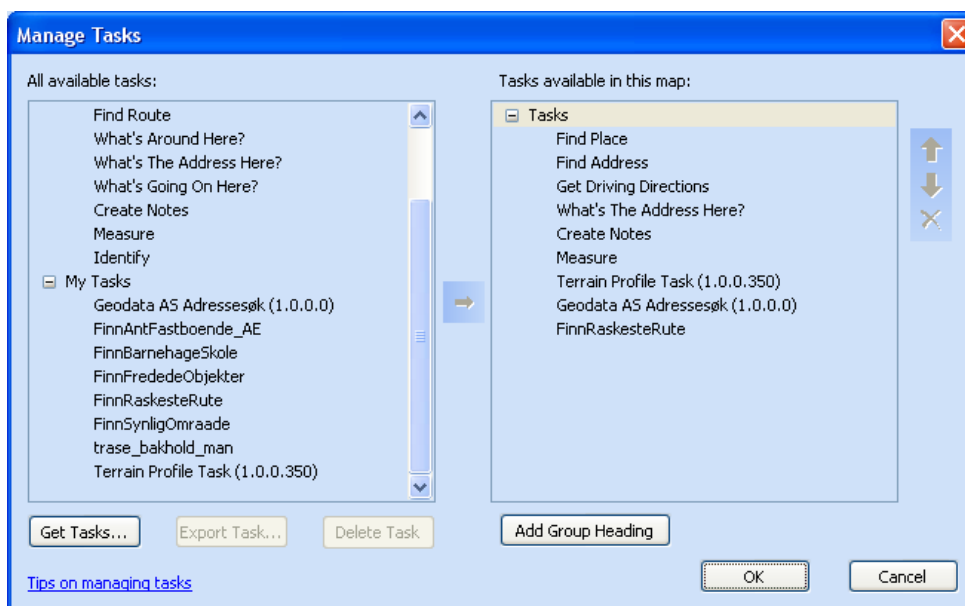 Manage Tasks
All available tasks:
Find Route
What's Around Here?
What's The Address Here?
What's Going On Here?
Create Notes
Measure
Identify
My Tasks
Geodata AS Adressesøk (1.0.0.0)
FinnAntFastboende_AE
FinnBarnehageSkole
FinnFrededeObjekter
FinnRaskesteRute
FinnSynligOmraade
trase_bakhold_man
Terrain Profile Task (1.0.0.350)
Get Tasks...
Export Task...
Delete Task
Tips on managing tasks
Tasks available in this map:
Tasks
Find Place
Find Address
Get Driving Directions
What's The Address Here?
Create Notes
Measure
Terrain Profile Task (1.0.0.350)
Geodata AS Adressesøk (1.0.0.0)
FinnRaskesteRute
Add Group Heading
OK
Cancel